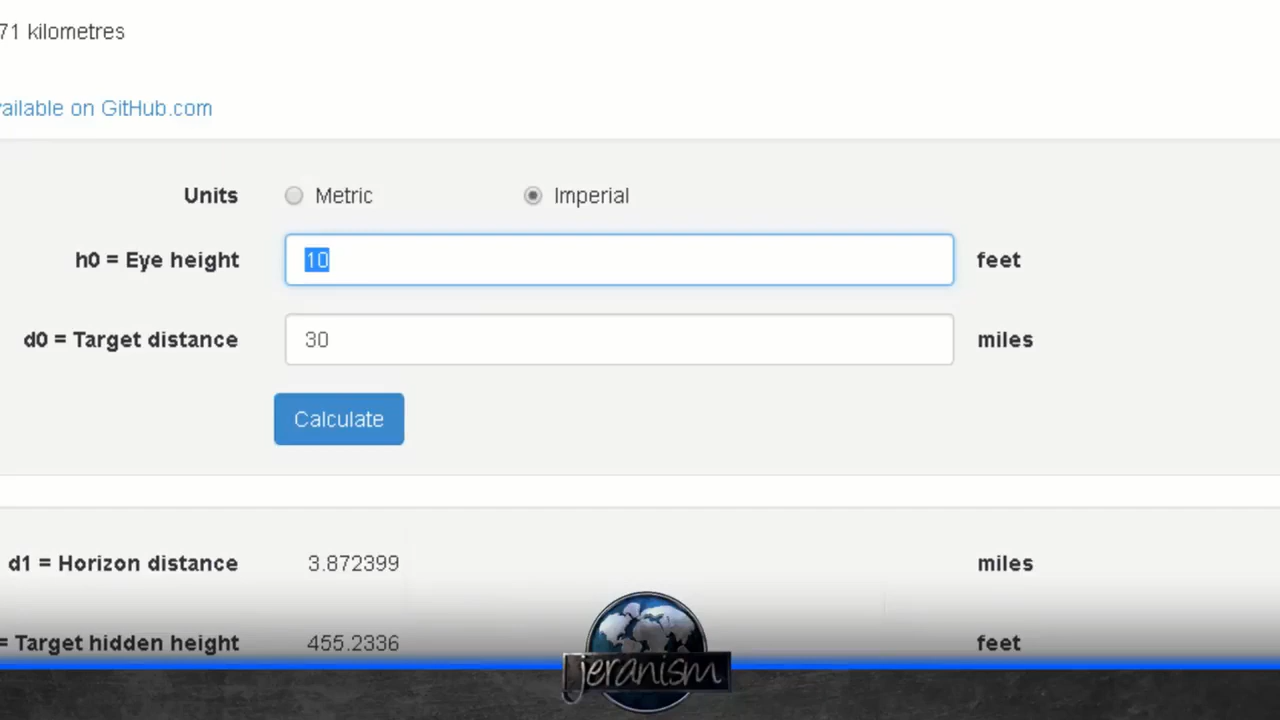 71 kilometres
vailable on GitHub.com
Units Metric Imperial
h0 = Eye height 10 feet
d0 = Target distance 30 miles
Calculate
d1 = Horizon distance 3.872399 miles
= Target hidden height 455.2336 feet
jeranism